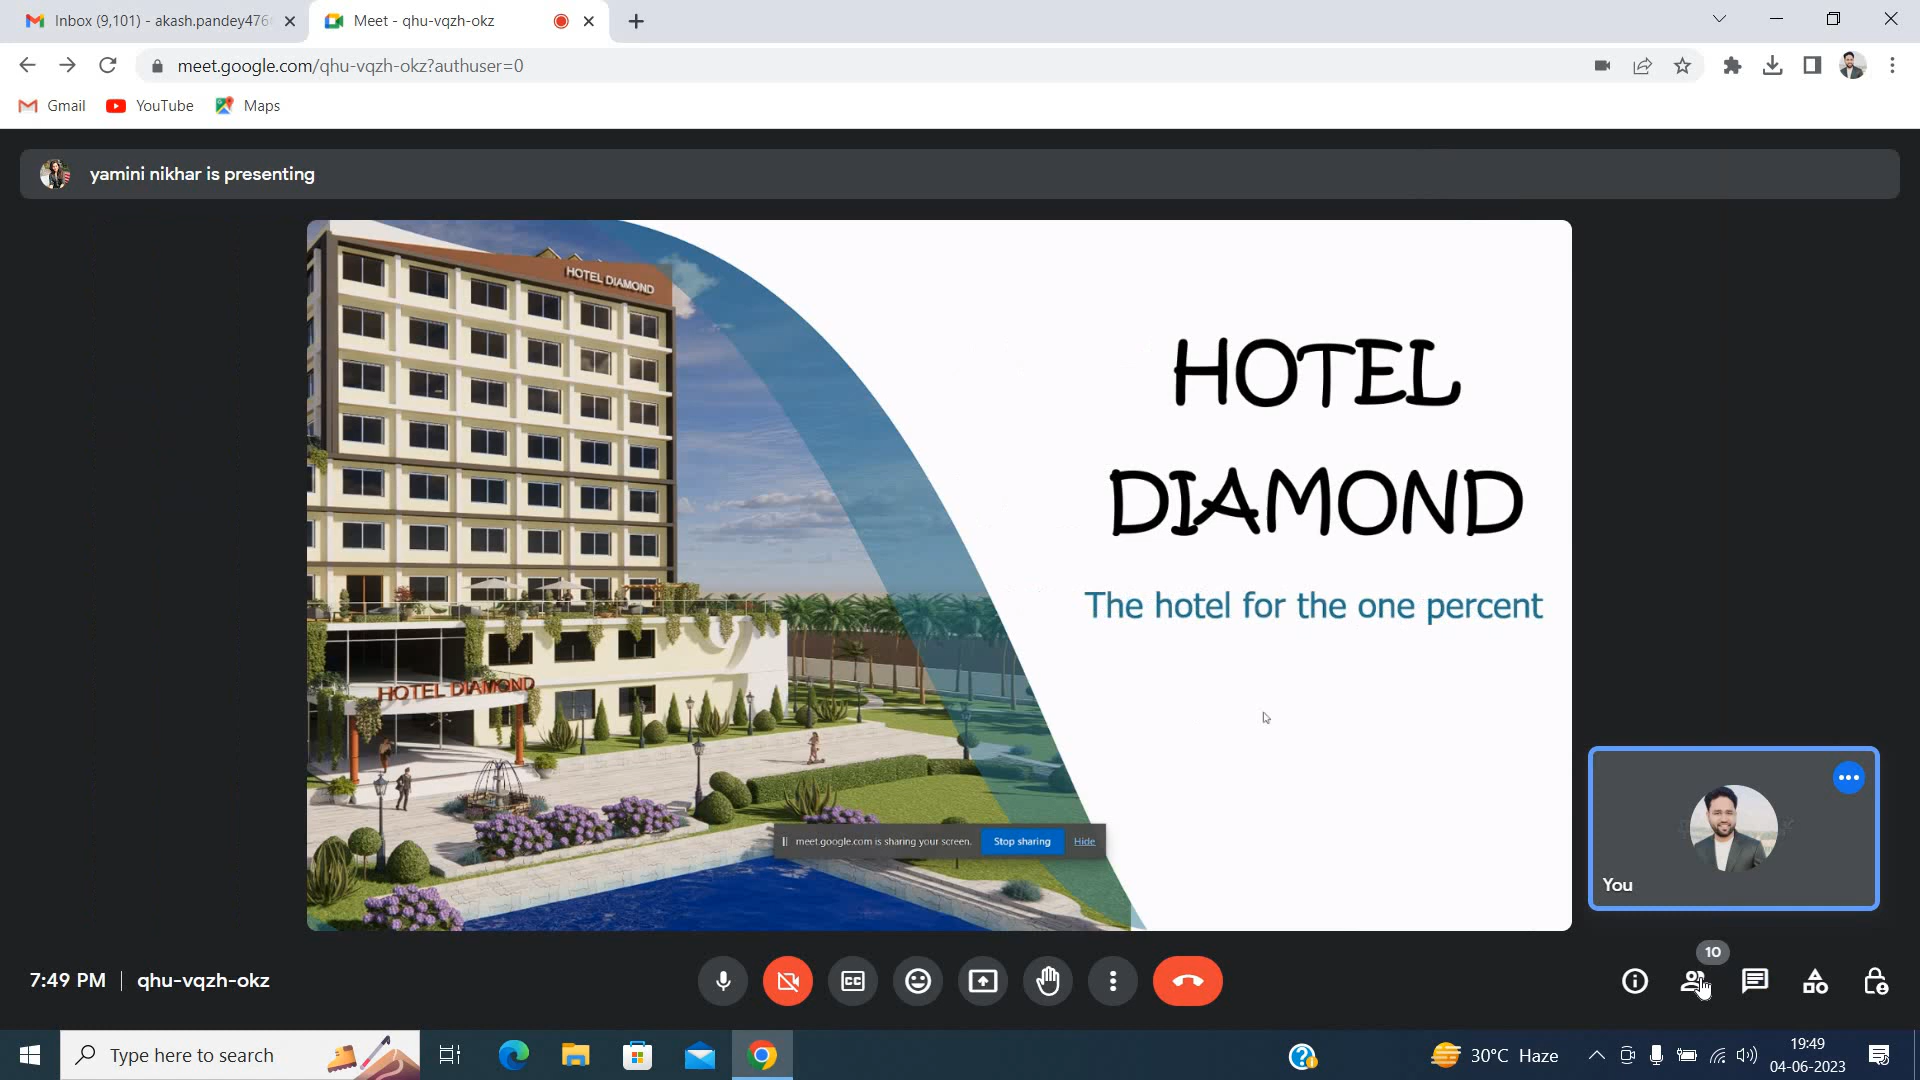 Inbox (9,101) - akash.pandey476
Meet - qhu-vqzh-okz
meet.google.com/qhu-vqzh-okz?authuser=0
Gmail
YouTube
Maps
yamini nikhar is presenting
HOTEL DIAMOND
HOTEL DIAMOND
HOTEL
DIAMOND
The hotel for the one percent
meet.google.com is sharing your screen.
Stop sharing
Hide
You
10
7:49 PM
qhu-vqzh-okz
CC
Type here to search
30°C Haze
19:49
04-06-2023